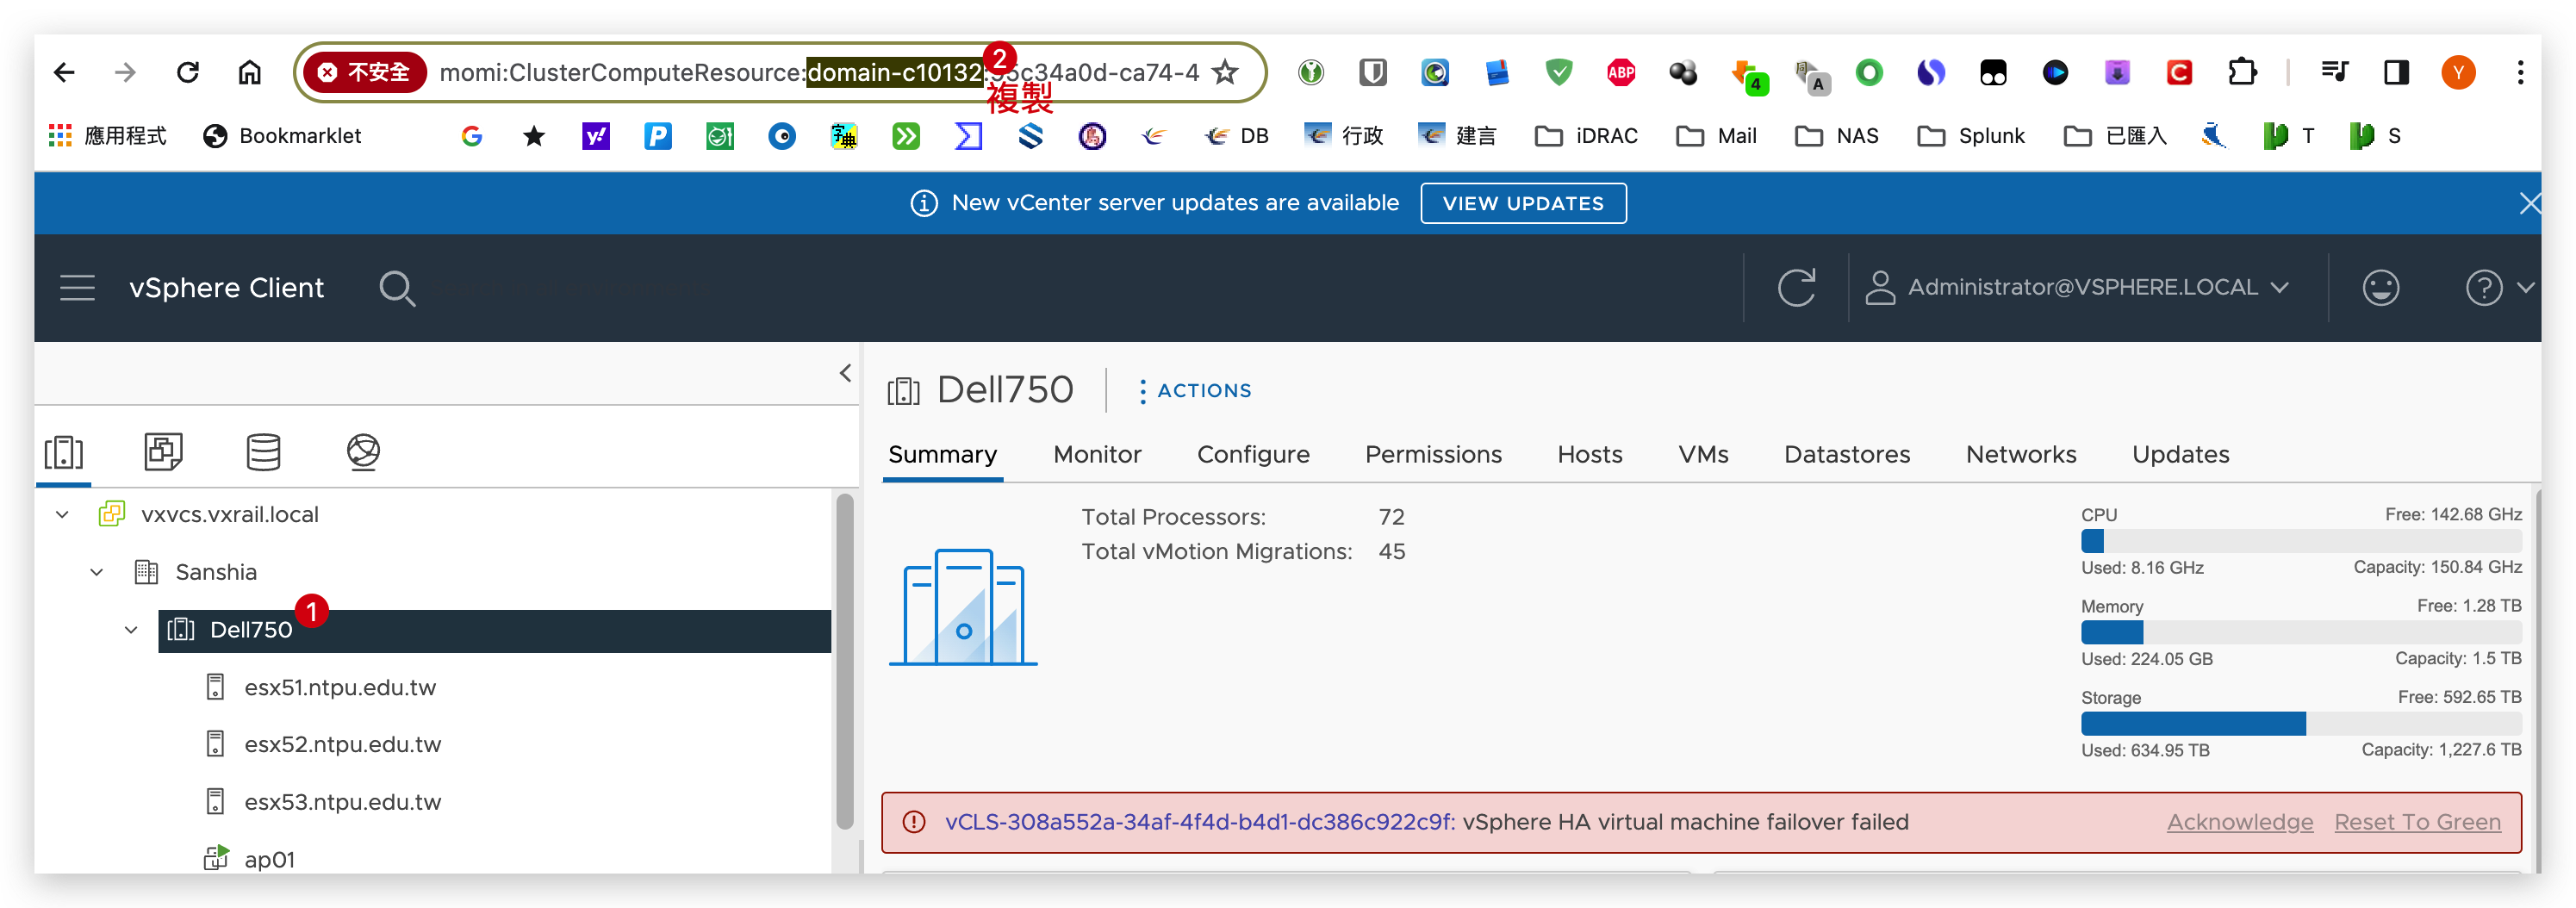 不安全 momi:ClusterComputeResource:domain-c10132:95c34a0d-ca74-4
2
複製
4
A
ABP
Y
應用程式 Bookmarklet DB 行政 建言 iDRAC Mail NAS Splunk 已匯入 T S
New vCenter server updates are available VIEW UPDATES
vSphere Client Administrator@VSPHERE.LOCAL
Dell750 ACTIONS
Summary Monitor Configure Permissions Hosts VMs Datastores Networks Updates
vxvcs.vxrail.local
Sanshia
Dell750 1
esx51.ntpu.edu.tw
esx52.ntpu.edu.tw
esx53.ntpu.edu.tw
ap01
Total Processors: 72
Total vMotion Migrations: 45
CPU Free: 142.68 GHz
Used: 8.16 GHz Capacity: 150.84 GHz
Memory Free: 1.28 TB
Used: 224.05 GB Capacity: 1.5 TB
Storage Free: 592.65 TB
Used: 634.95 TB Capacity: 1,227.6 TB
vCLS-308a552a-34af-4f4d-b4d1-dc386c922c9f: vSphere HA virtual machine failover failed Acknowledge Reset To Green